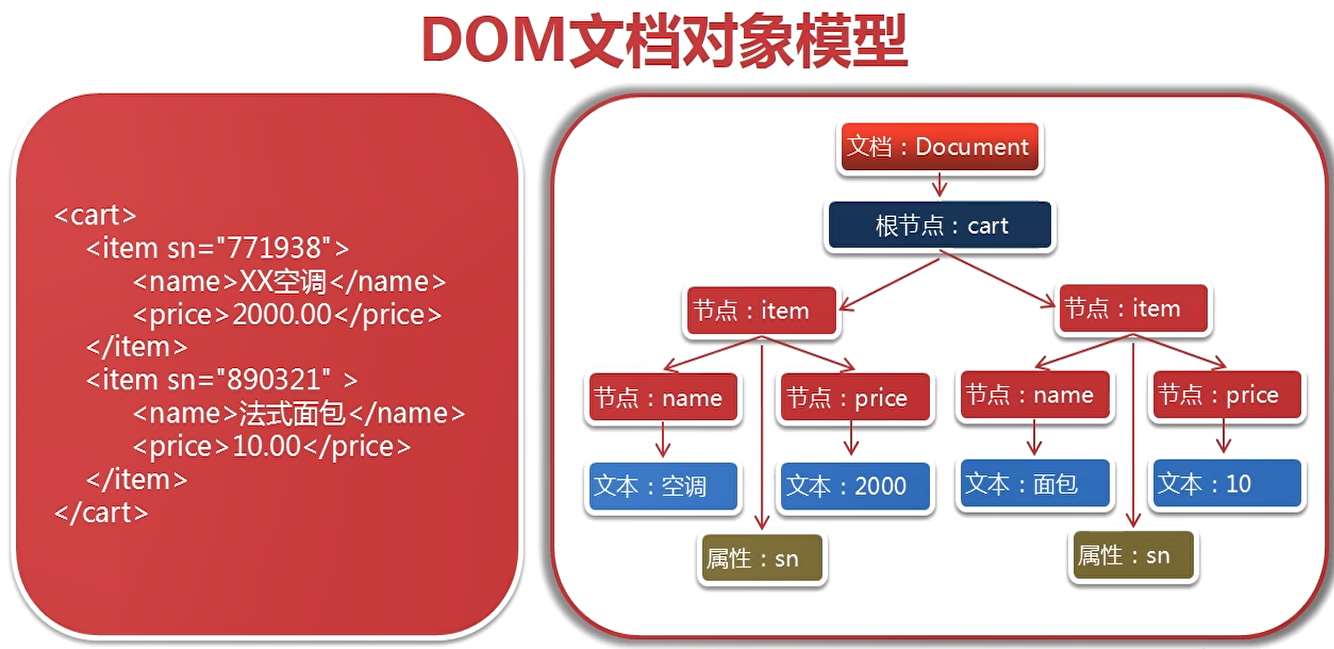 DOM文档对象模型
<cart>
<item sn="771938">
<name>XX空调</name>
<price>2000.00</price>
</item>
<item sn="890321" >
<name>法式面包</name>
<price>10.00</price>
</item>
</cart>
文档：Document
根节点：cart
节点：item
节点：item
节点：name
节点：price
节点：name
节点：price
文本：空调
文本：2000
文本：面包
文本：10
属性：sn
属性：sn